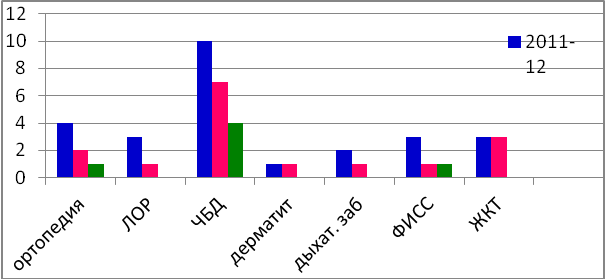 12
10
8
6
4
2
0
2011-
12
ортопедия
ЛОР
ЧБД
дерматит
дыхат. заб
ФИСС
ЖКТ